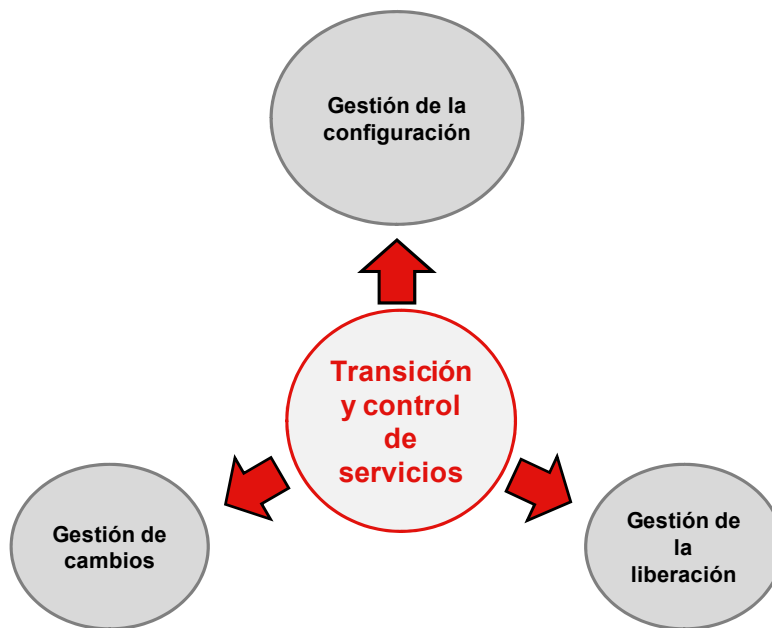 Gestión de la
configuración
Transición
y control
de
servicios
Gestión de
cambios
Gestión de
la
liberación